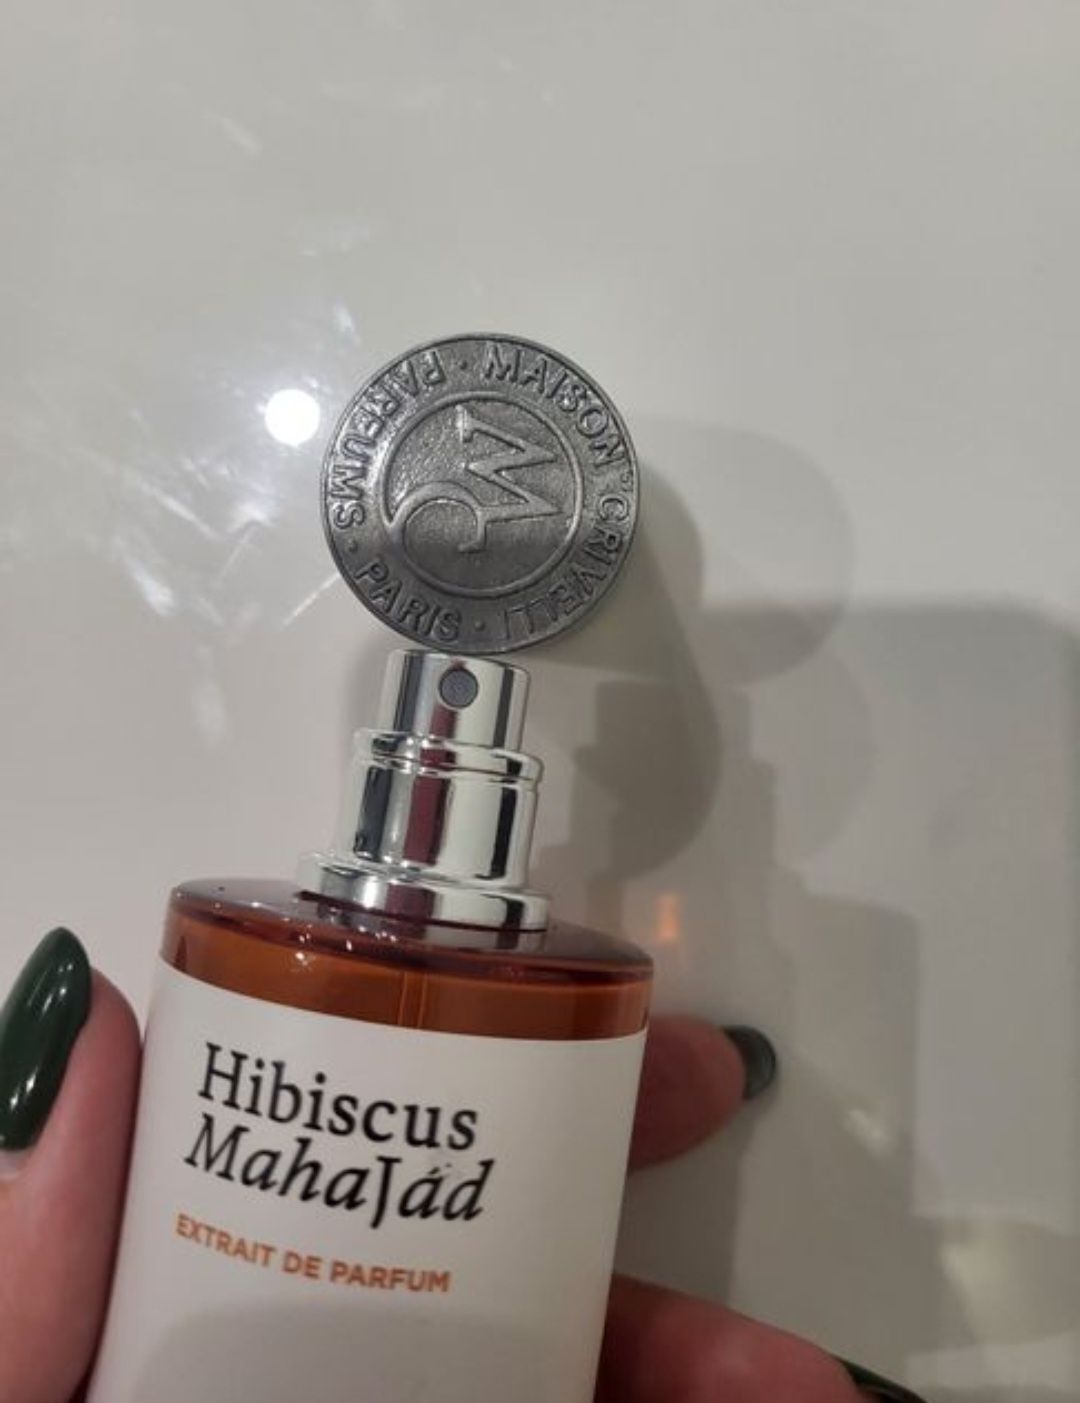 MAISON CRIVELLI · PARIS · PARFUMS ·
MC
Hibiscus
MahaJád
EXTRAIT DE PARFUM